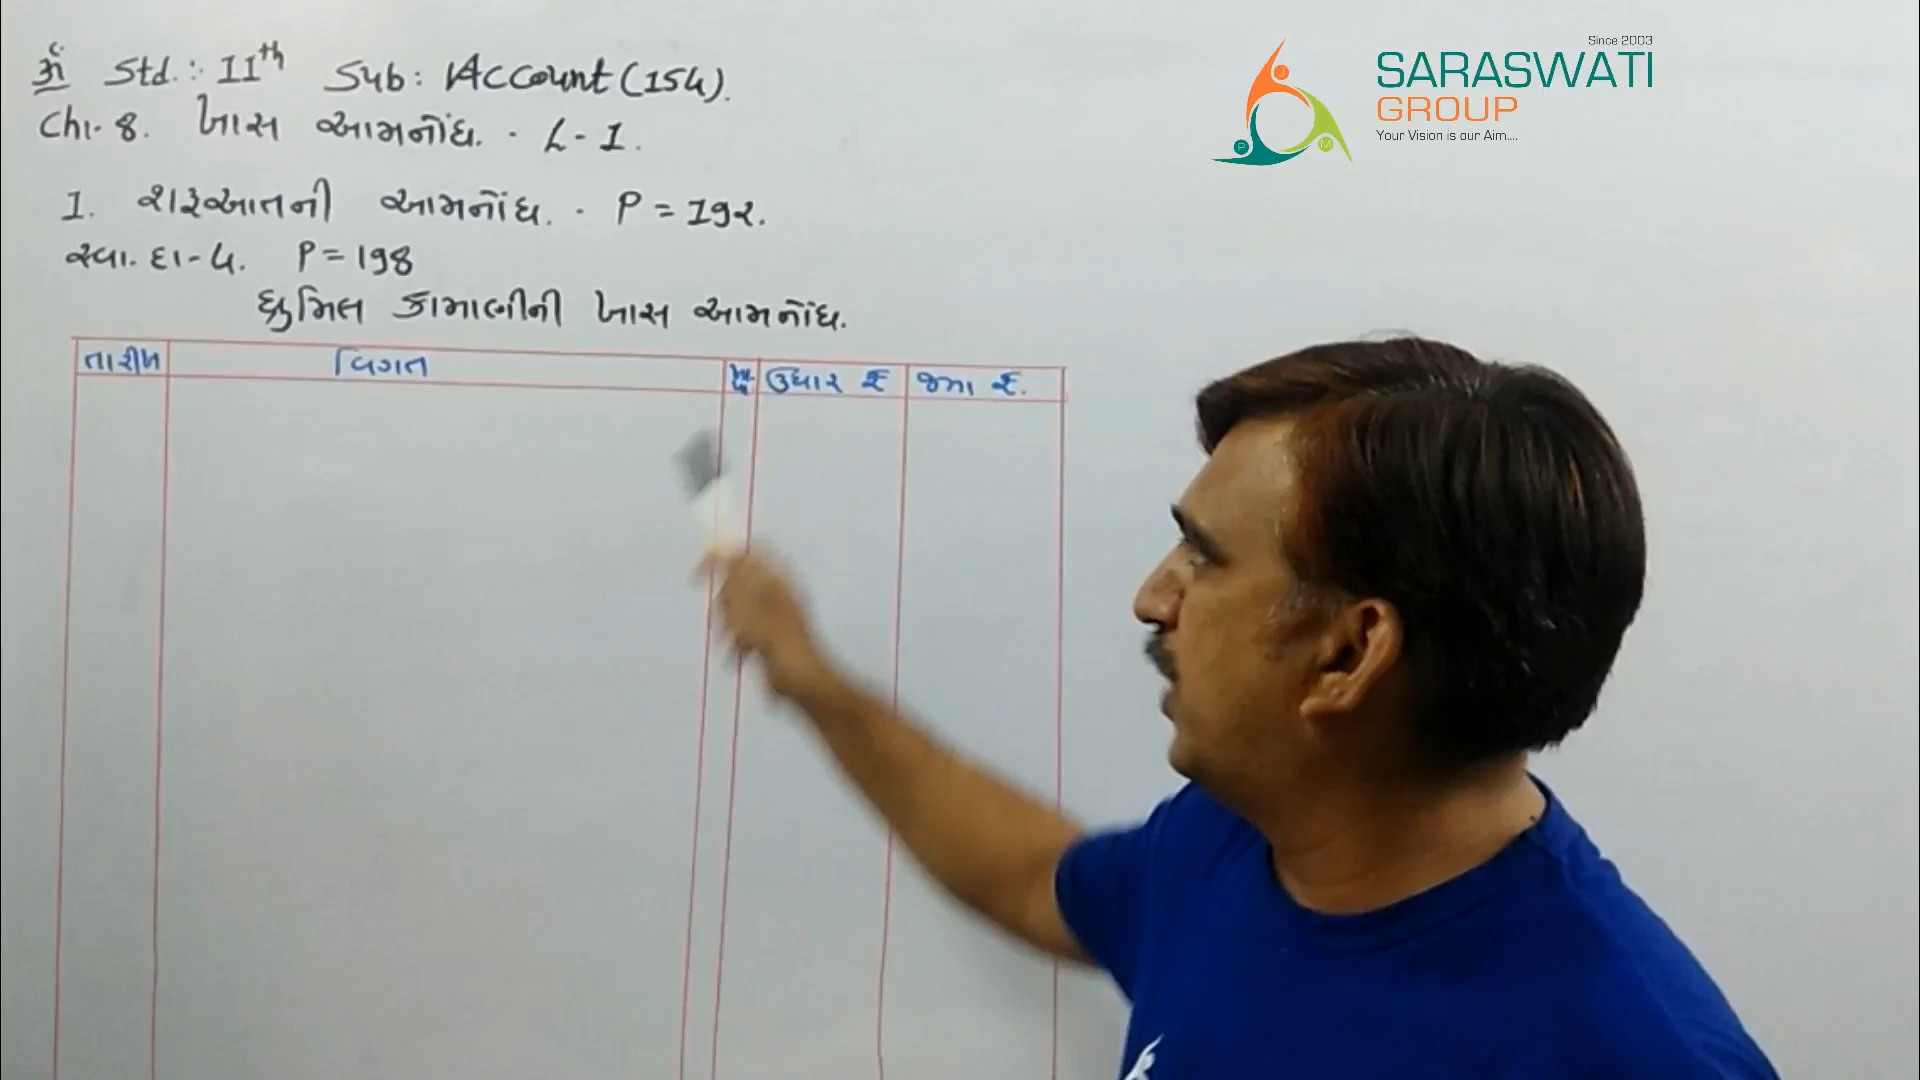 ૐ Std.: 11th Sub: Account (154).
Ch. 8. ખાસ આમનોંધ. - L-1.
1. શરૂઆતની આમનોંધ. - P = 192.
સ્વા. દા-5. P = 198
ધ્રુમિલ કામાણીની ખાસ આમનોંધ.
તારીખ વિગત ખા.પા. ઉધાર રૂ જમા રૂ.
Since 2003
SARASWATI
GROUP
Your Vision is our Aim....
J
P
M